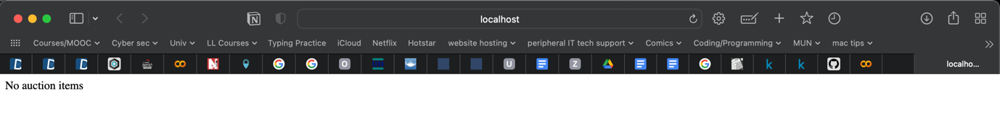 localhost
Courses/MOOC Cyber sec Univ LL Courses Typing Practice iCloud Netflix Hotstar website hosting peripheral IT tech support Comics Coding/Programming MUN mac tips
O U Z k k localho...
No auction items